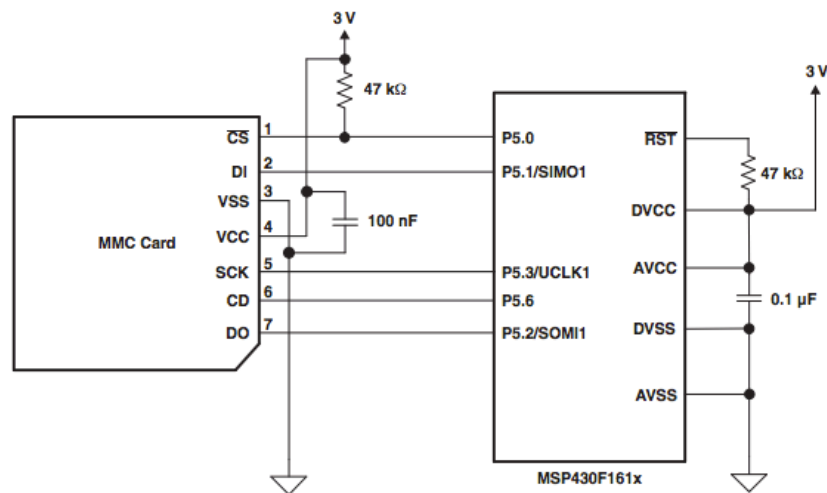 3 V
47 kΩ
3 V
MMC Card
CS 1
DI 2
VSS 3
VCC 4
SCK 5
CD 6
DO 7
100 nF
P5.0
P5.1/SIMO1
P5.3/UCLK1
P5.6
P5.2/SOMI1
RST
DVCC
AVCC
DVSS
AVSS
47 kΩ
0.1 µF
MSP430F161x